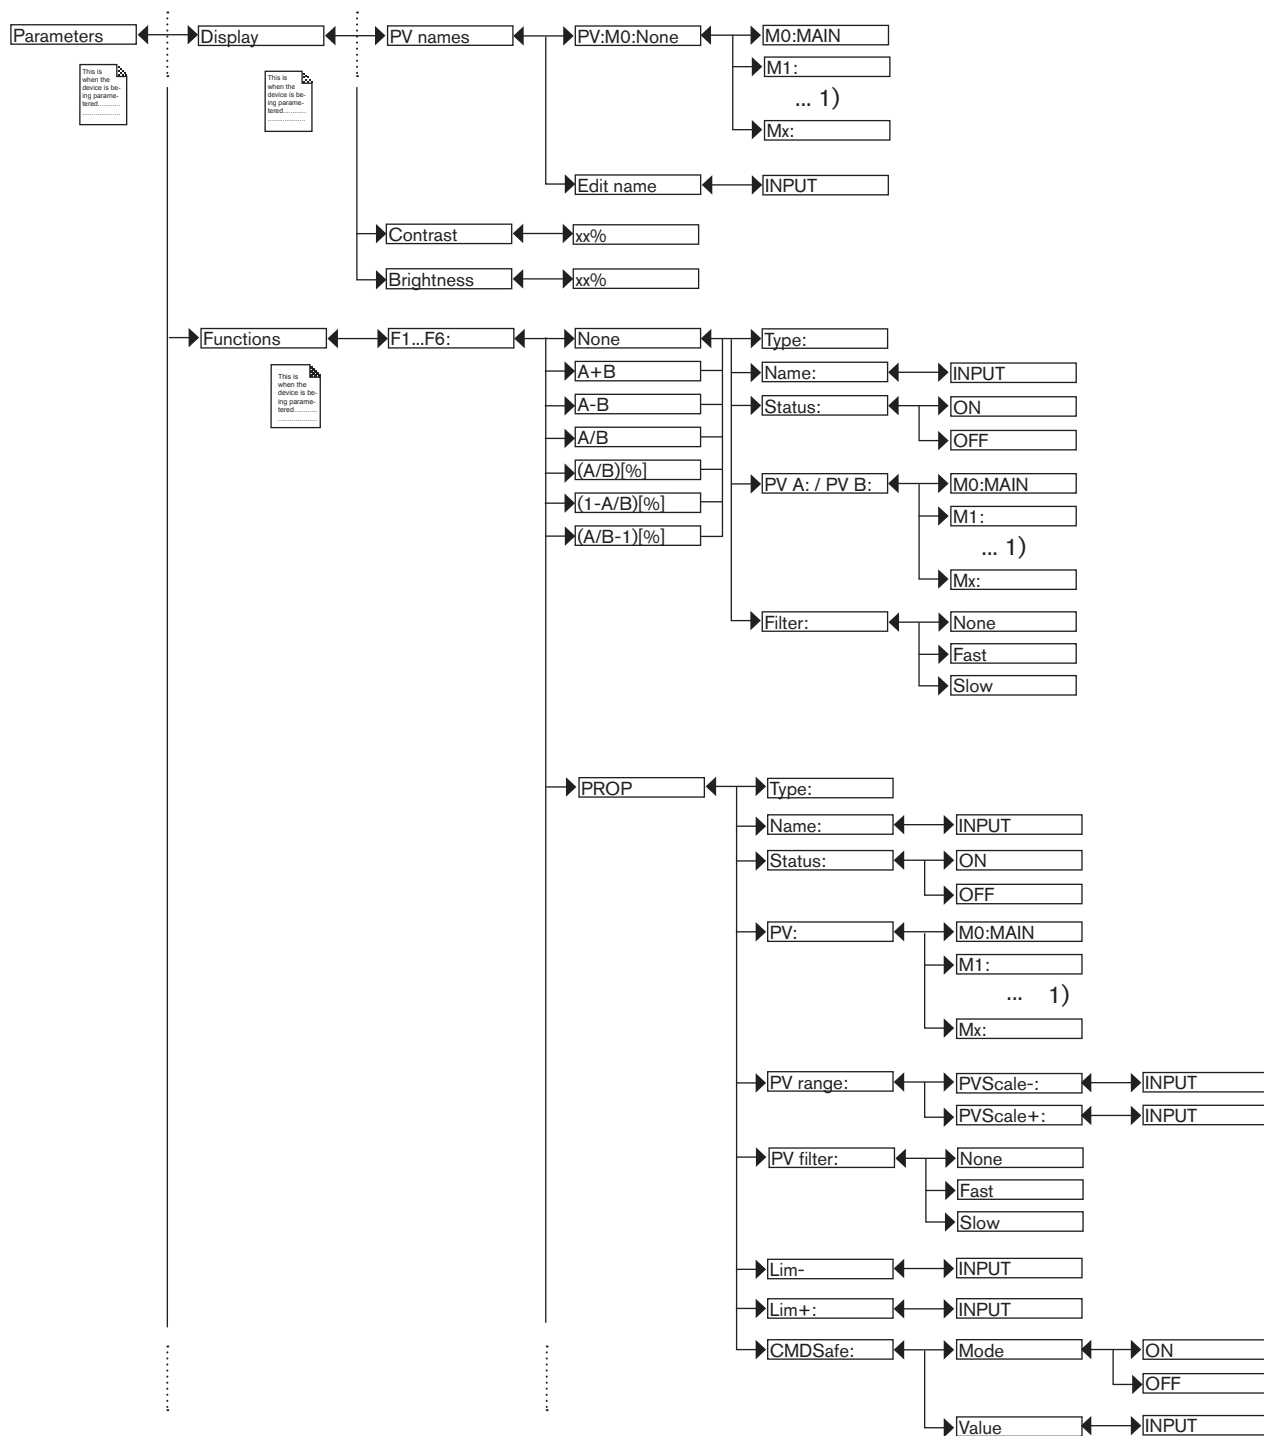 Parameters Display PV names PV:M0:None M0:MAIN
M1:
... 1)
Mx:
This is
when the
device is be-
ing parame-
tered............
.....................
This is
when the
device is be-
ing parame-
tered............
.....................
Edit name INPUT
Contrast xx%
Brightness xx%
Functions F1...F6: None Type:
This is
when the
device is be-
ing parame-
tered............
.....................
A+B Name: INPUT
A-B Status: ON
A/B OFF
(A/B)[%] PV A: / PV B: M0:MAIN
(1-A/B)[%] M1:
(A/B-1)[%] ... 1)
Mx:
Filter: None
Fast
Slow
PROP Type:
Name: INPUT
Status: ON
OFF
PV: M0:MAIN
M1:
... 1)
Mx:
PV range: PVScale-: INPUT
PVScale+: INPUT
PV filter: None
Fast
Slow
Lim- INPUT
Lim+: INPUT
CMDSafe: Mode ON
OFF
Value INPUT